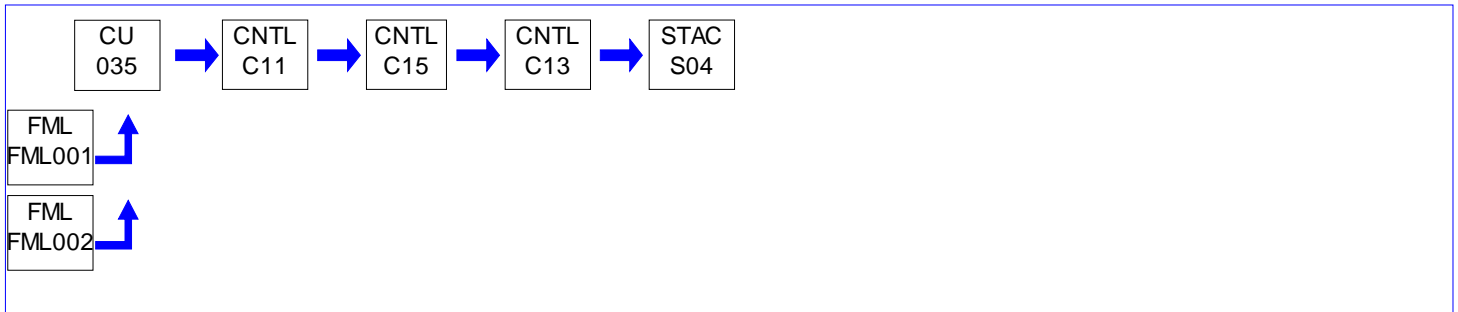 CU
035
CNTL
C11
CNTL
C15
CNTL
C13
STAC
S04
FML
FML001
FML
FML002